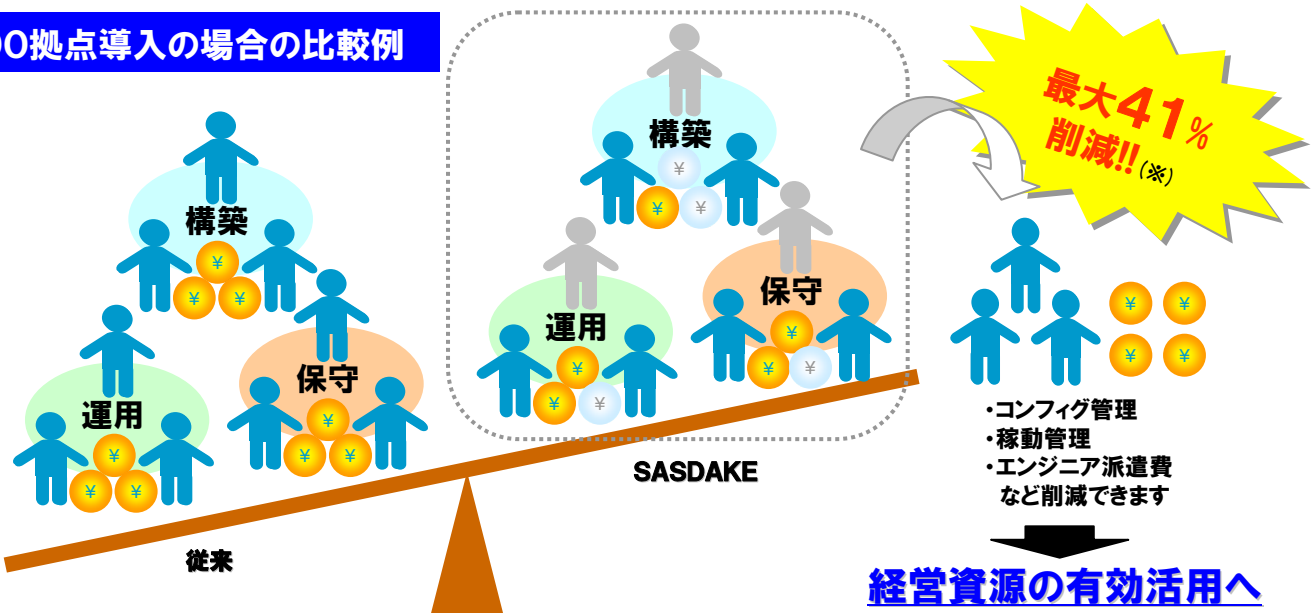 00拠点導入の場合の比較例
構築
¥
¥ ¥
運用
¥
¥ ¥
保守
¥
¥ ¥
従来
構築
¥
¥ ¥
運用
¥
¥ ¥
保守
¥
¥ ¥
SASDAKE
最大41%
削減!!(※)
¥ ¥
¥ ¥
・コンフィグ管理
・稼動管理
・エンジニア派遣費
など削減できます
経営資源の有効活用へ